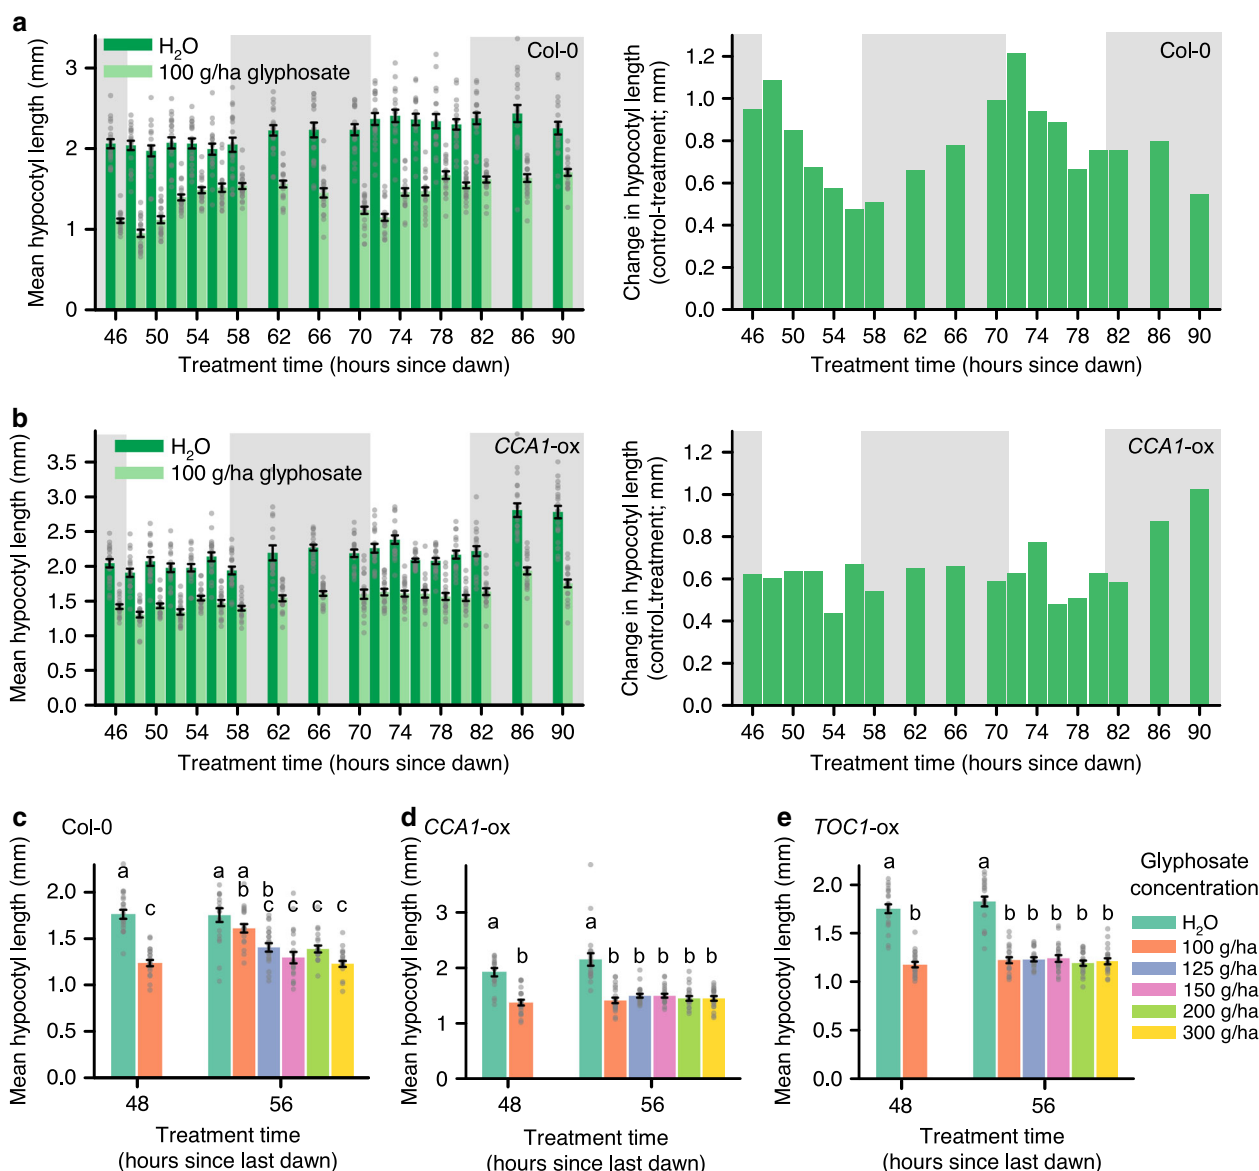 a
H₂O
100 g/ha glyphosate
Col-0
Mean hypocotyl length (mm)
3
2
1
0
46 50 54 58 62 66 70 74 78 82 86 90
Treatment time (hours since dawn)
Col-0
Change in hypocotyl length
(control-treatment; mm)
1.2
1.0
0.8
0.6
0.4
0.2
0.0
46 50 54 58 62 66 70 74 78 82 86 90
Treatment time (hours since dawn)
b
H₂O
100 g/ha glyphosate
CCA1-ox
Mean hypocotyl length (mm)
3.5
3.0
2.5
2.0
1.5
1.0
0.0
46 50 54 58 62 66 70 74 78 82 86 90
Treatment time (hours since dawn)
CCA1-ox
Change in hypocotyl length
(control-treatment; mm)
1.2
1.0
0.8
0.6
0.4
0.2
0.0
46 50 54 58 62 66 70 74 78 82 86 90
Treatment time (hours since dawn)
c
Col-0
Mean hypocotyl length (mm)
2.0
1.5
1.0
0.5
0.0
a a a
b b
c c c c c
48 56
Treatment time
(hours since last dawn)
d
CCA1-ox
Mean hypocotyl length (mm)
3
2
1
0
a a
b b b b b b
48 56
Treatment time
(hours since last dawn)
e
TOC1-ox
Mean hypocotyl length (mm)
2.0
1.5
1.0
0.5
0.0
a a
b b b b b b
48 56
Treatment time
(hours since last dawn)
Glyphosate
concentration
H₂O
100 g/ha
125 g/ha
150 g/ha
200 g/ha
300 g/ha